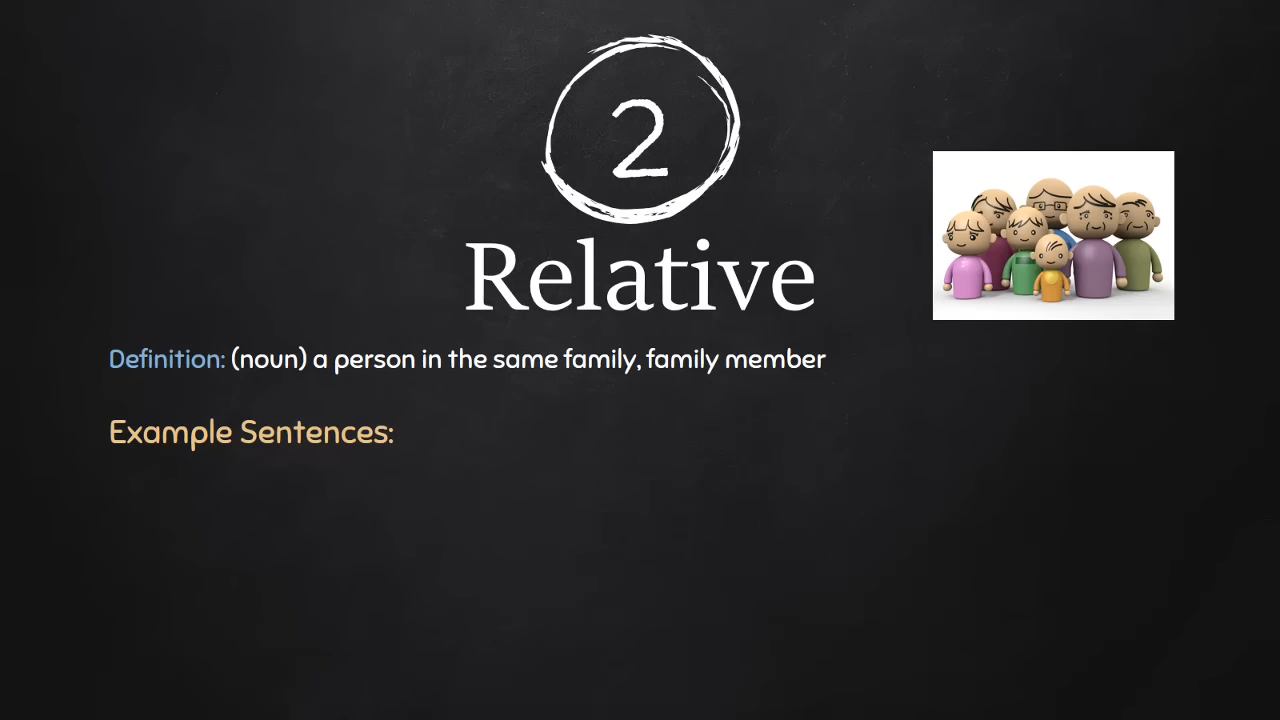 2
Relative
Definition: (noun) a person in the same family, family member
Example Sentences: